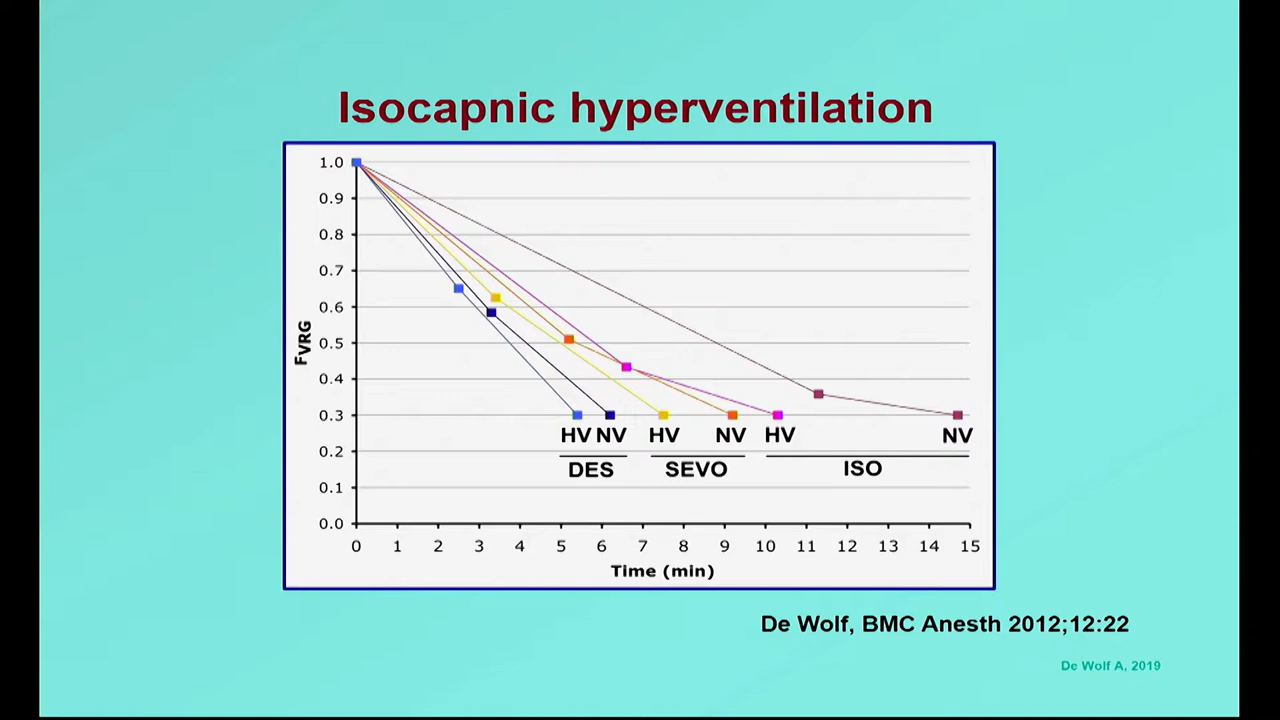 Isocapnic hyperventilation
1.0
0.9
0.8
0.7
0.6
0.5
0.4
0.3
0.2
0.1
0.0
FVRG
HV NV HV NV HV NV
DES SEVO ISO
0 1 2 3 4 5 6 7 8 9 10 11 12 13 14 15
Time (min)
De Wolf, BMC Anesth 2012;12:22
De Wolf A, 2019